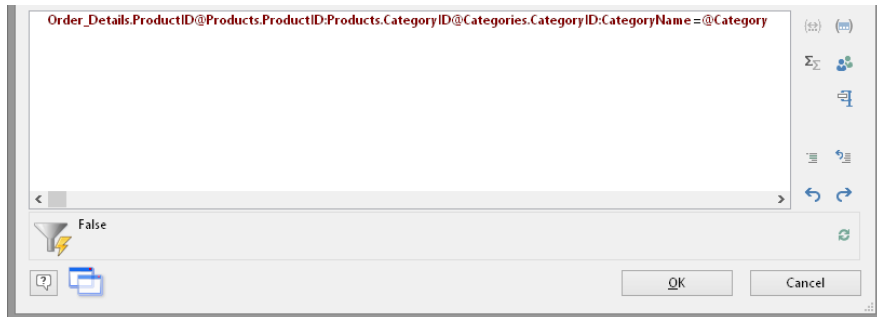 Order_Details.ProductID@Products.ProductID:Products.CategoryID@Categories.CategoryID:CategoryName=@Category
False
OK
Cancel